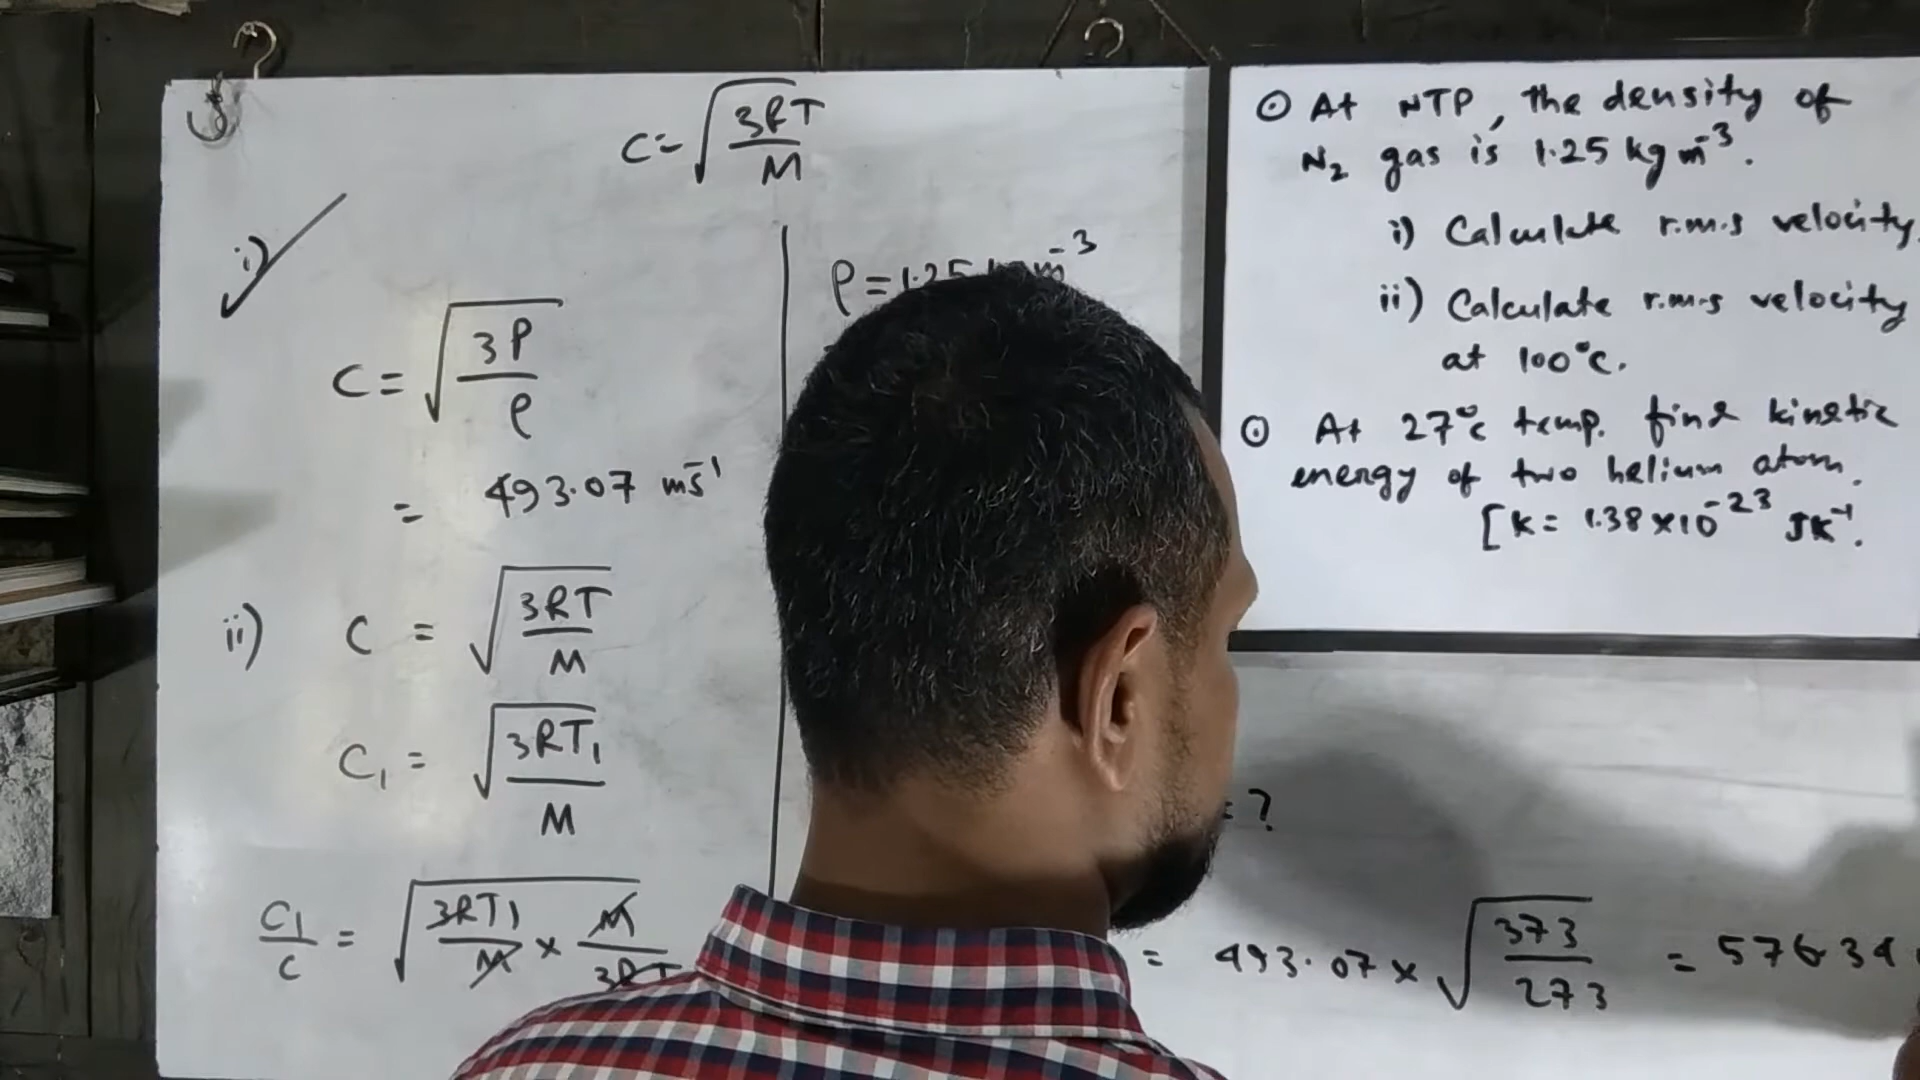 C = √(3RT/M)
i)
C = √(3P/ρ)
= 493.07 ms⁻¹
ii) C = √(3RT/M)
C₁ = √(3RT₁/M)
C₁/C = √(3RT₁/M × M/3RT
ρ = 1.25 kg m⁻³
= ?
= 493.07 × √(373/273) = 576.34
⊙ At NTP, the density of
N₂ gas is 1.25 kg m⁻³.
i) Calculate r.m.s velocity.
ii) Calculate r.m.s velocity
at 100°c.
⊙ At 27°c temp. find kinetic
energy of two helium atom.
[K = 1.38×10⁻²³ JK⁻¹.